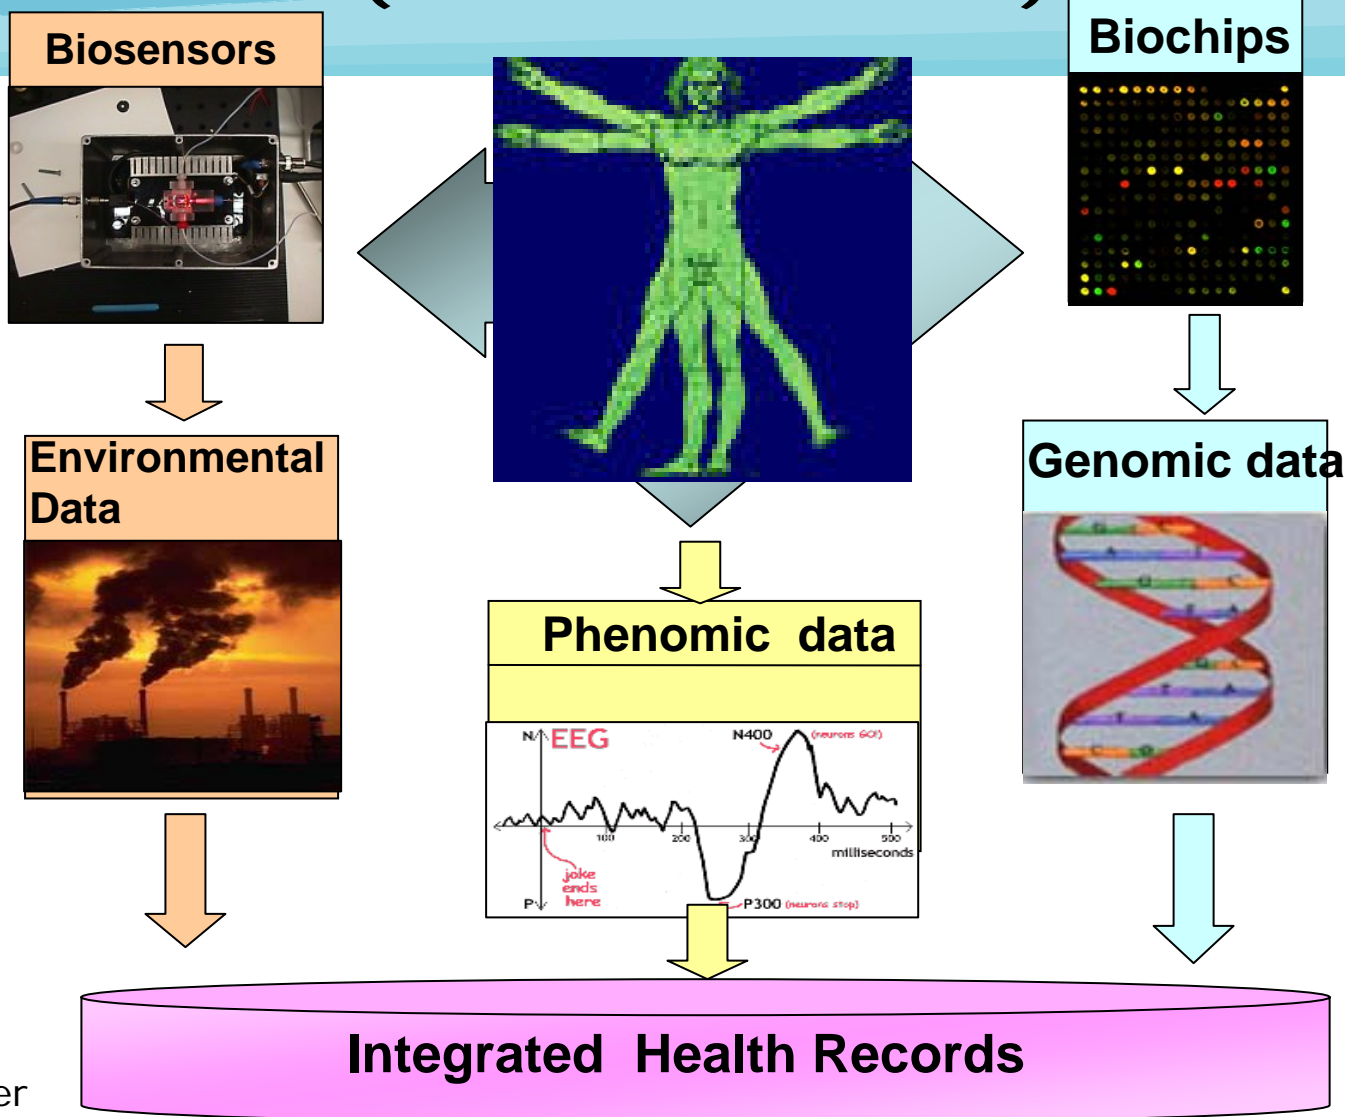 Biosensors
Biochips
Environmental
Data
Genomic data
Phenomic data
N
EEG
N400
(neurons GO!)
100
200
300
400
500
milliseconds
joke
ends
here
P
P300 (neurons stop)
G C
A T
G C
T A
G C
T A
T A
C G
Integrated Health Records
er